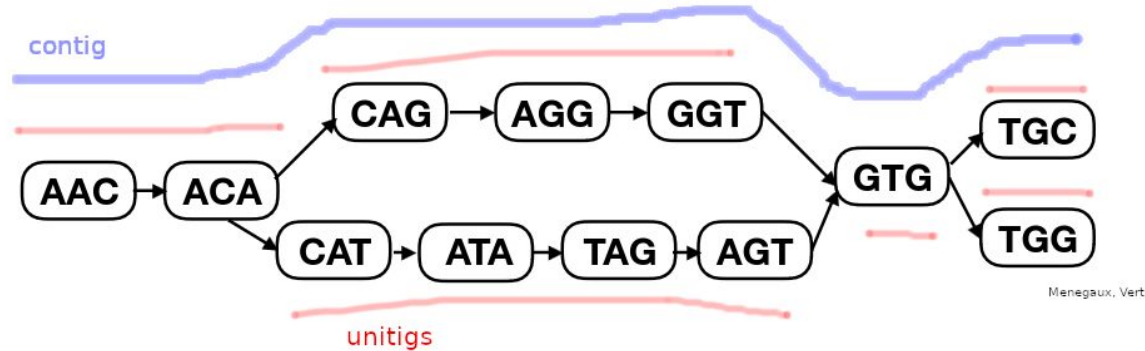 contig
CAG AGG GGT
TGC
AAC ACA GTG
CAT ATA TAG AGT TGG
Menegaux, Vert
unitigs